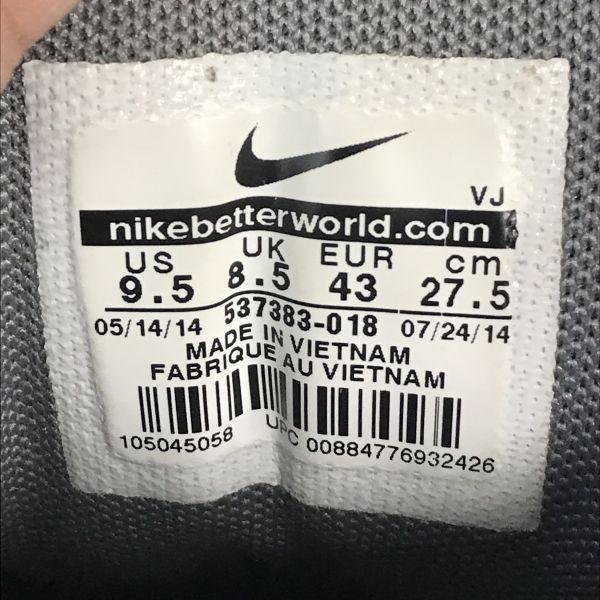 VJ
nikebetterworld.com
US UK EUR cm
9.5 8.5 43 27.5
05/14/14 537383-018 07/24/14
MADE IN VIETNAM
FABRIQUE AU VIETNAM
105045058 UPC 00884776932426